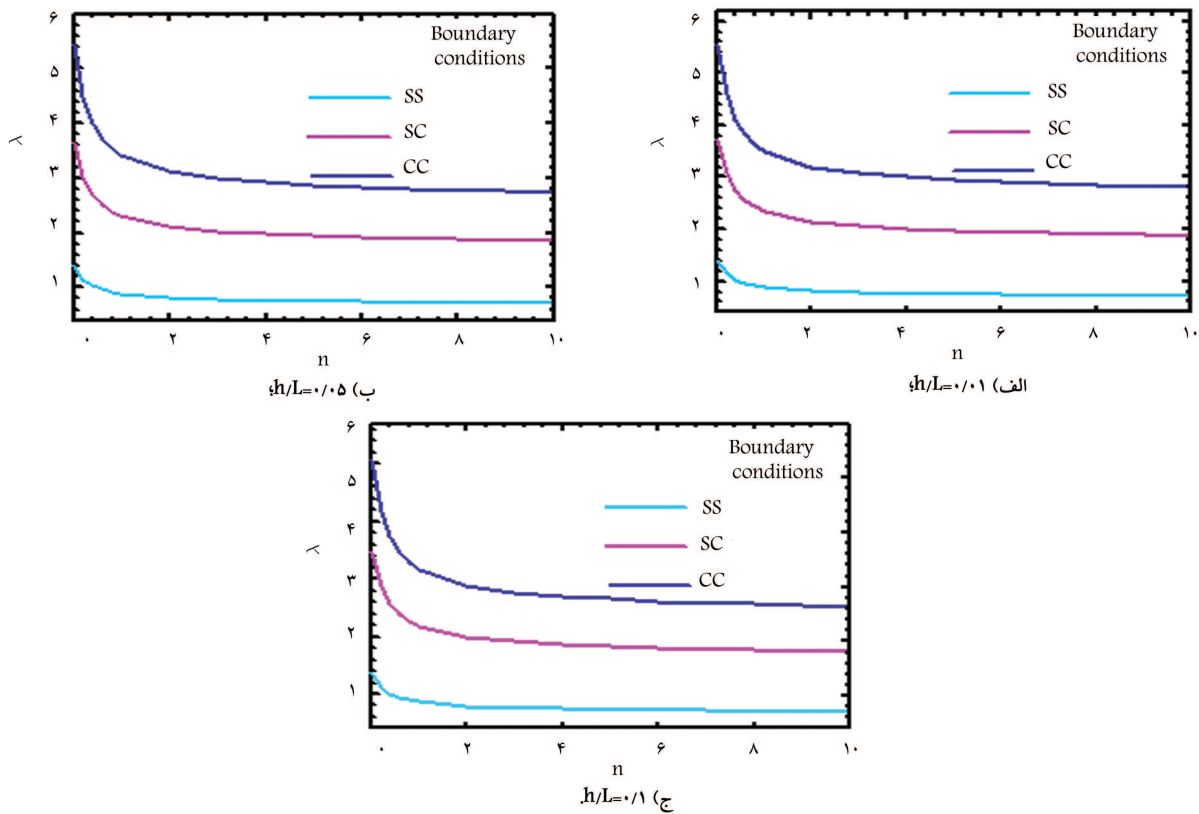 ۶
۵
۴
۳
۲
۱
λ
Boundary
conditions
SS
SC
CC
۰ ۲ ۴ ۶ ۸ ۱۰
n
الف) h/L=۰/۰۱؛
۶
۵
۴
۳
۲
۱
λ
Boundary
conditions
SS
SC
CC
۰ ۲ ۴ ۶ ۸ ۱۰
n
ب) h/L=۰/۰۵؛
۶
۵
۴
۳
۲
۱
λ
Boundary
conditions
SS
SC
CC
۰ ۲ ۴ ۶ ۸ ۱۰
n
ج) h/L=۰/۱.